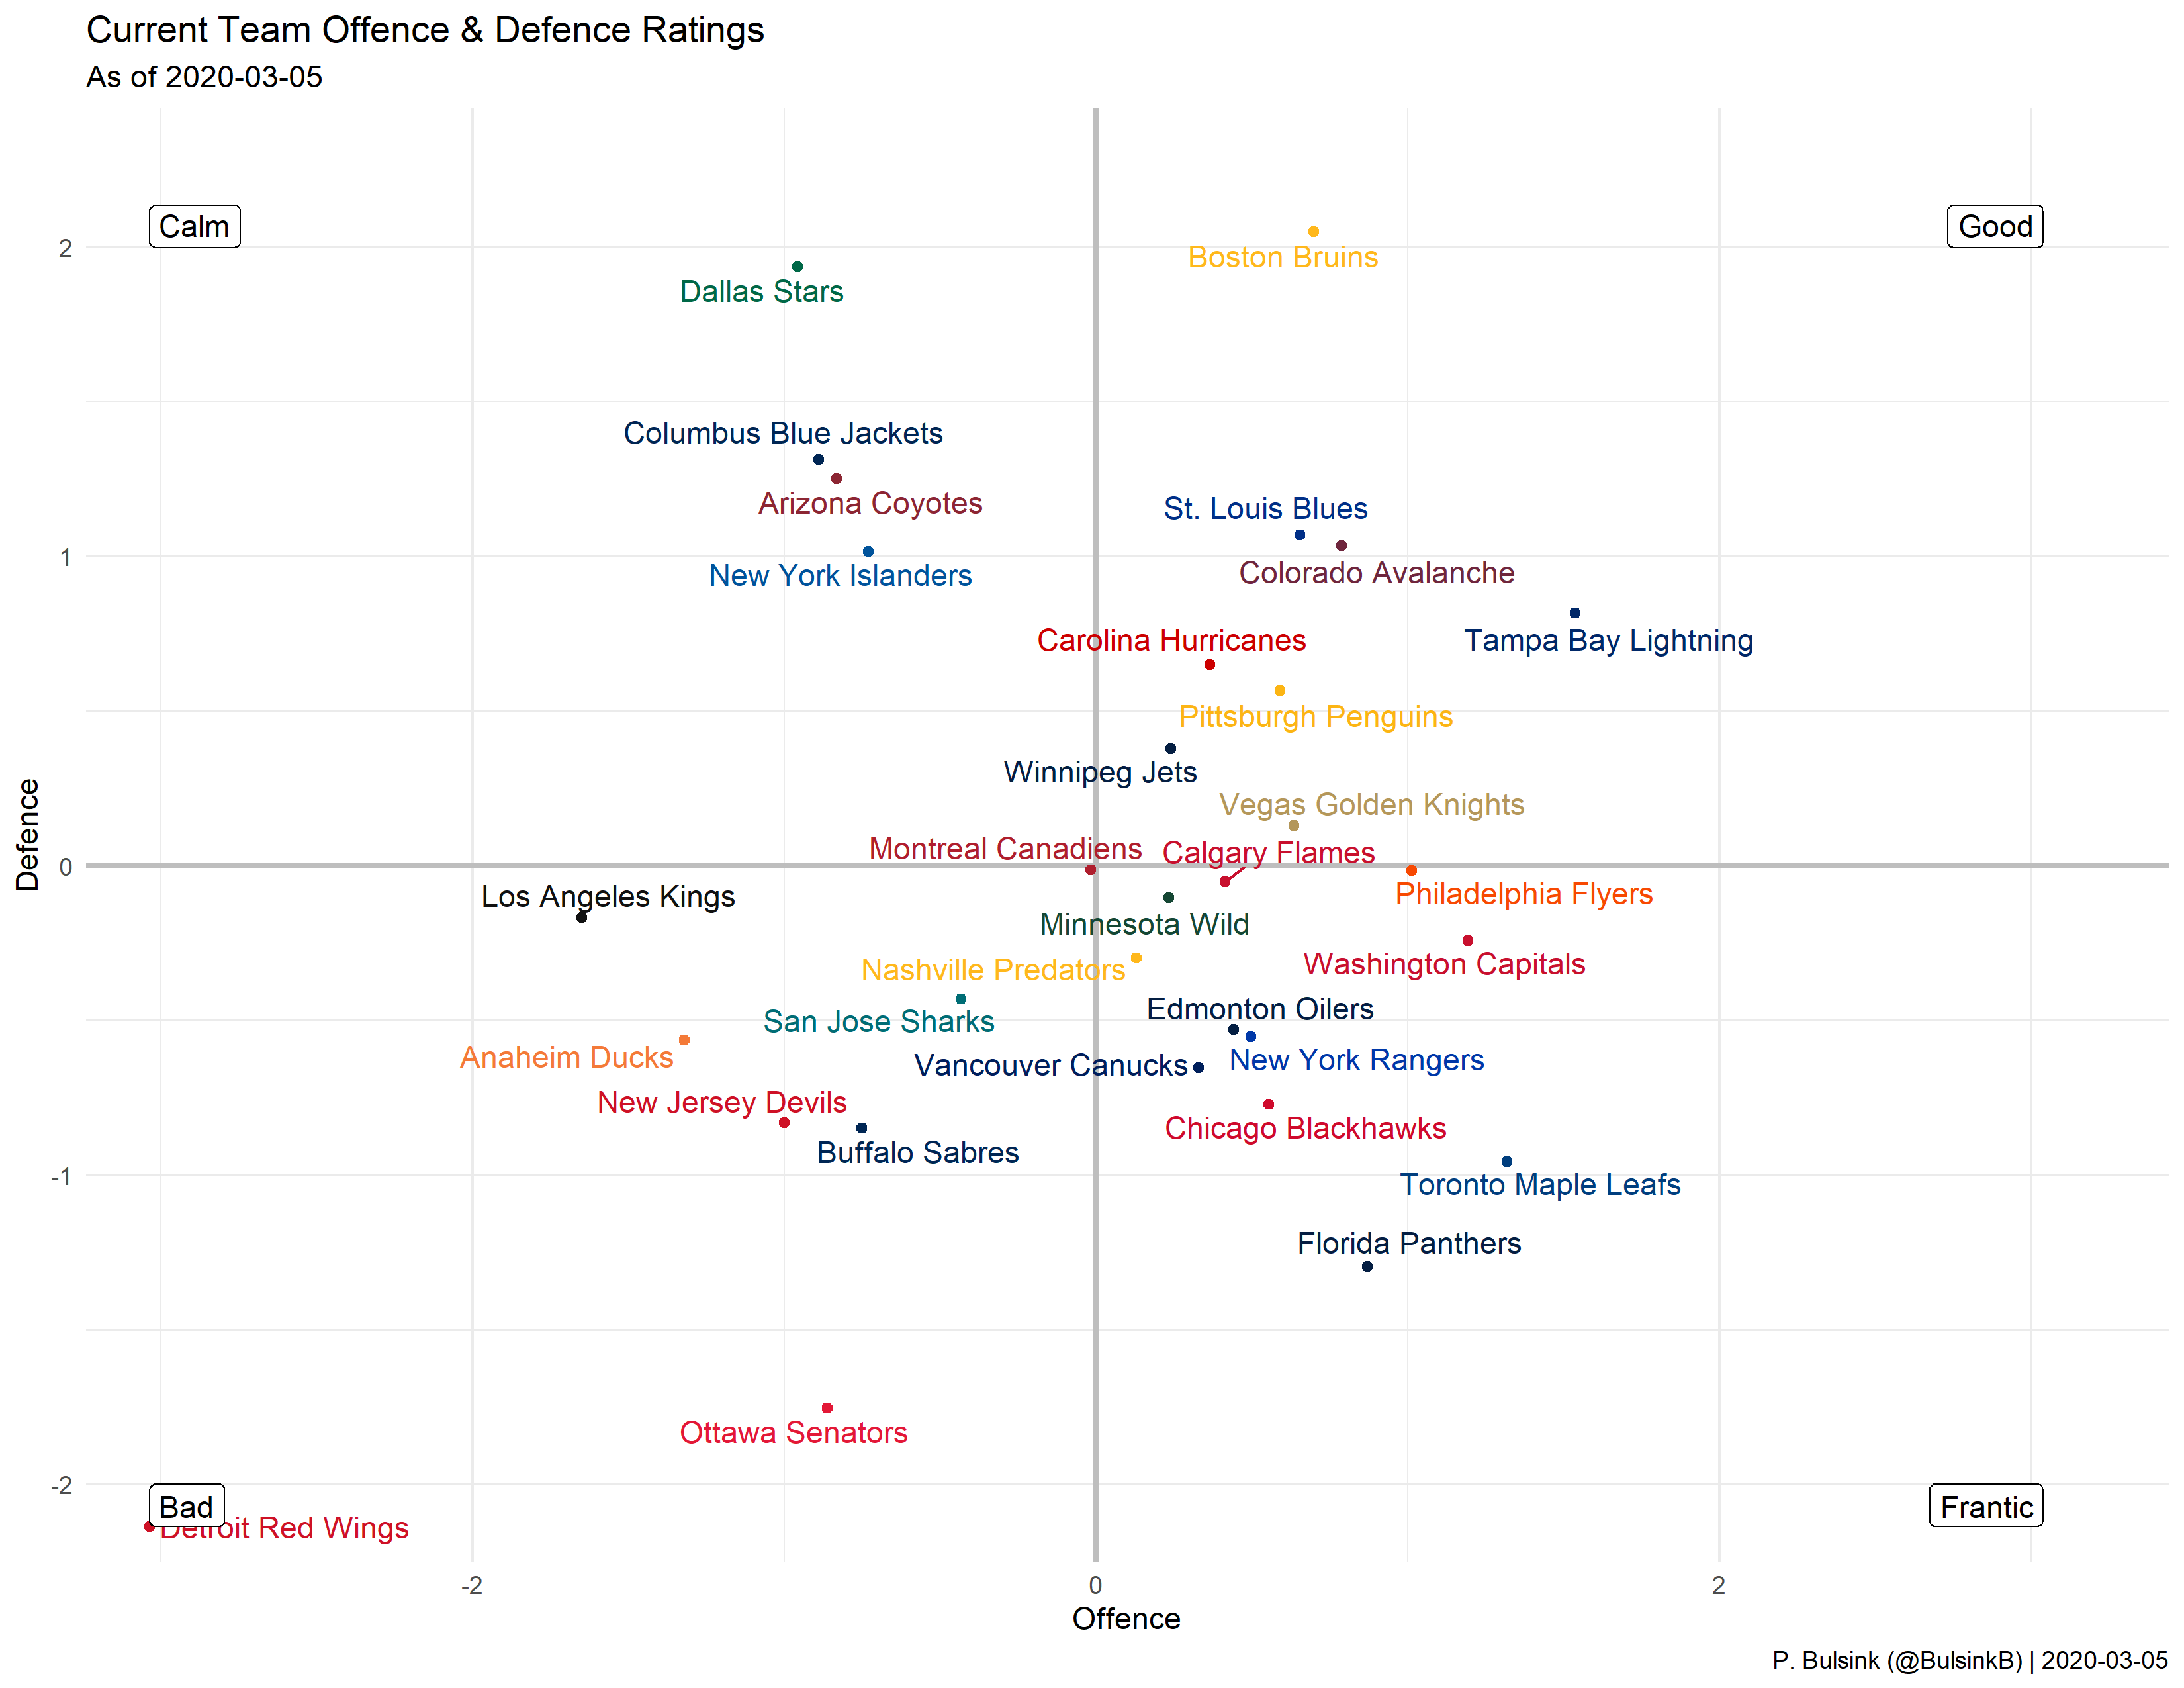 Current Team Offence & Defence Ratings
As of 2020-03-05
Calm
Good
2
Boston Bruins
Dallas Stars
Columbus Blue Jackets
Arizona Coyotes
St. Louis Blues
1
Colorado Avalanche
New York Islanders
Carolina Hurricanes
Tampa Bay Lightning
Pittsburgh Penguins
Winnipeg Jets
Vegas Golden Knights
Montreal Canadiens
Calgary Flames
0
Defence
Los Angeles Kings
Philadelphia Flyers
Minnesota Wild
Washington Capitals
Nashville Predators
Edmonton Oilers
San Jose Sharks
Anaheim Ducks
Vancouver Canucks
New York Rangers
New Jersey Devils
Chicago Blackhawks
Buffalo Sabres
-1
Toronto Maple Leafs
Florida Panthers
Ottawa Senators
-2
Bad
Frantic
Detroit Red Wings
-2
0
2
Offence
P. Bulsink (@BulsinkB) | 2020-03-05